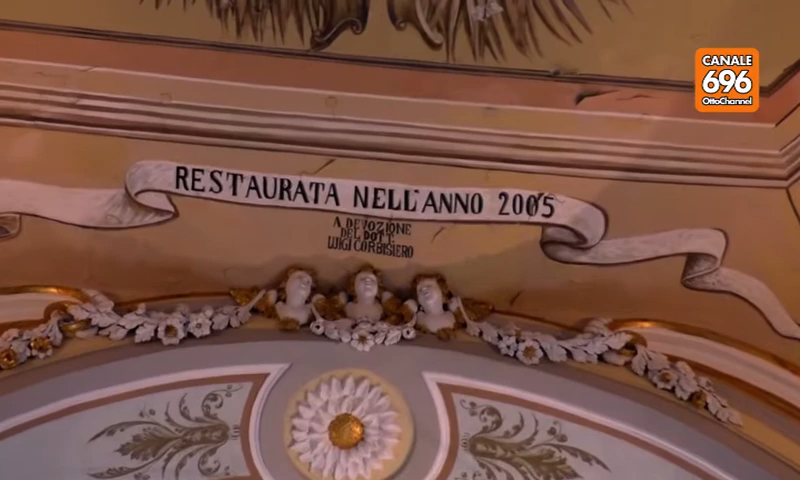 CANALE
696
OttoChannel
RESTAURATA NELL'ANNO 2005
A DEVOZIONE
DEL DOTT.
LUIGI CORBISIERO